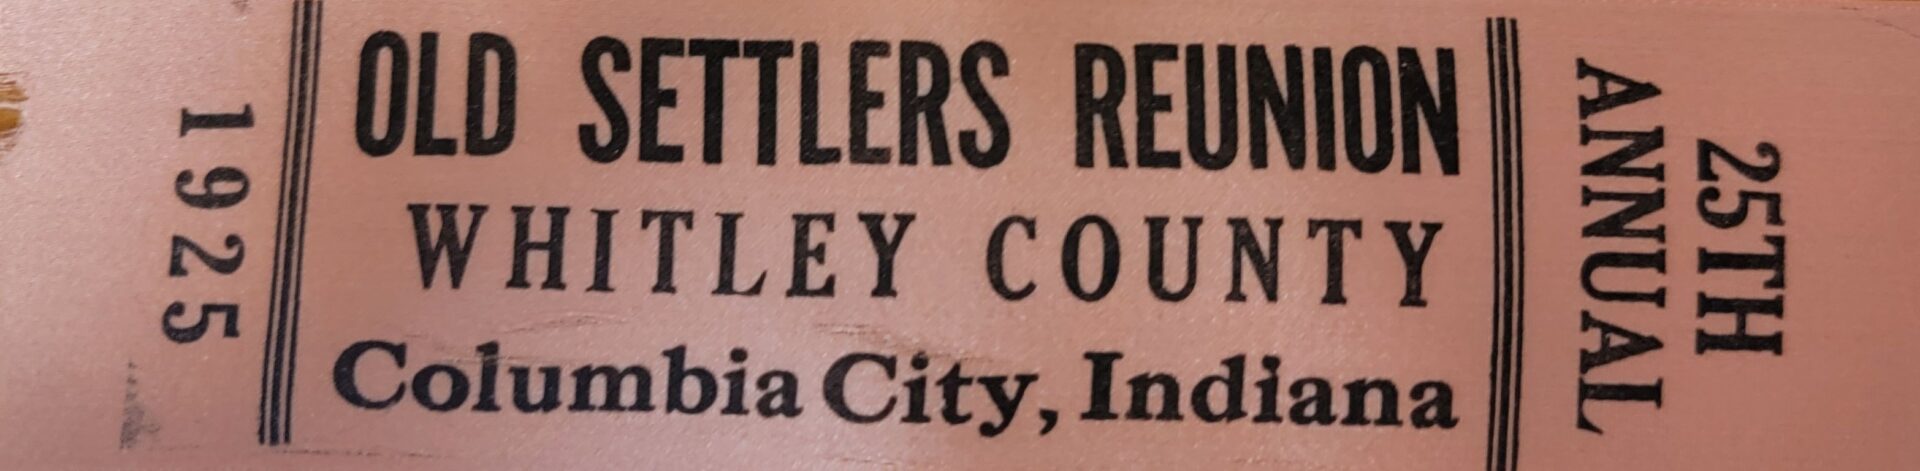 1925
OLD SETTLERS REUNION
WHITLEY COUNTY
Columbia City, Indiana
25TH
ANNUAL